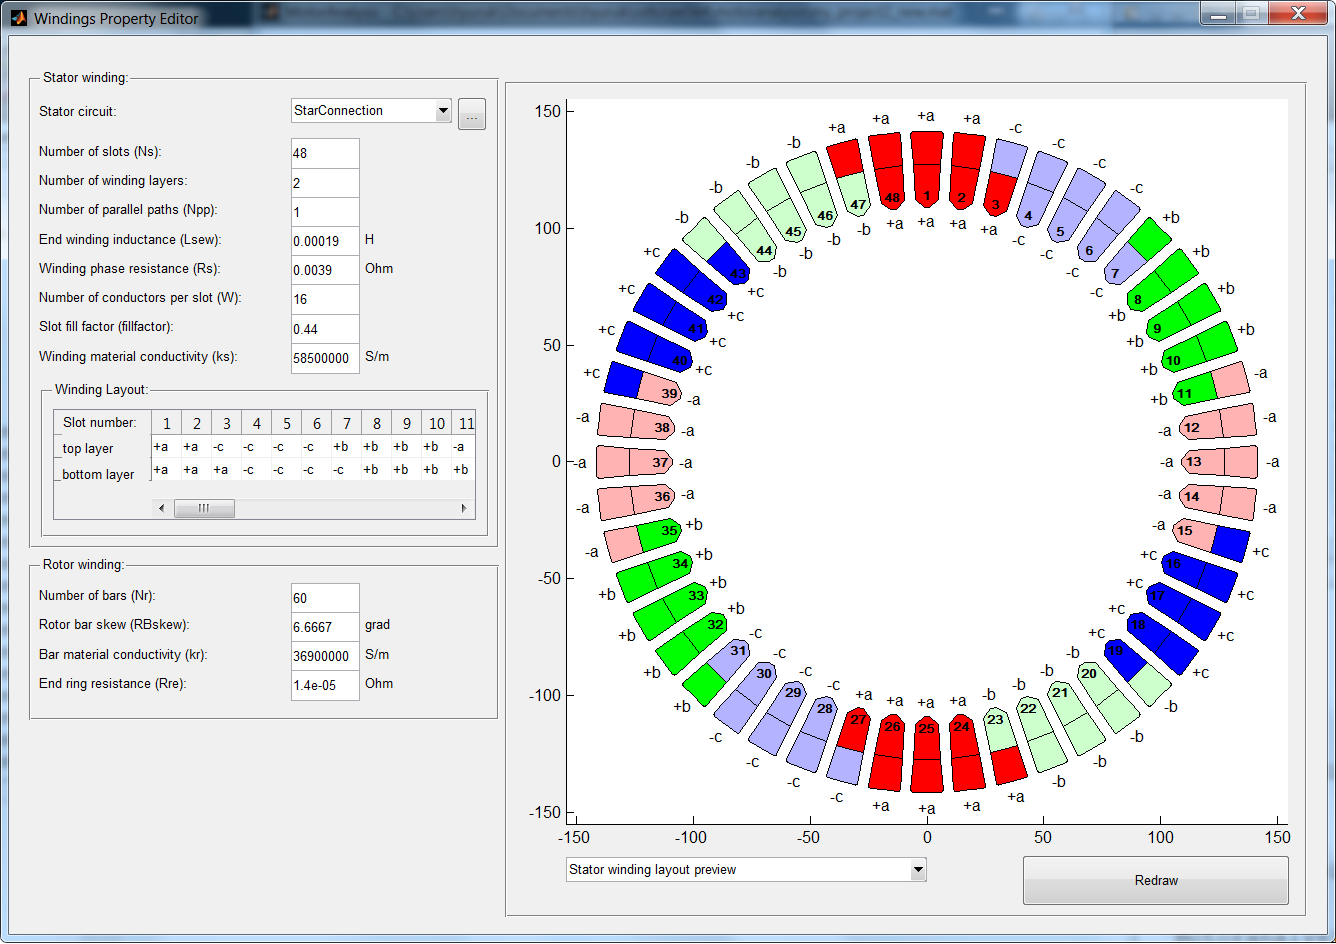 Windings Property Editor
Stator winding:
Stator circuit: StarConnection ...
Number of slots (Ns): 48
Number of winding layers: 2
Number of parallel paths (Npp): 1
End winding inductance (Lsew): 0.00019 H
Winding phase resistance (Rs): 0.0039 Ohm
Number of conductors per slot (W): 16
Slot fill factor (fillfactor): 0.44
Winding material conductivity (ks): 58500000 S/m
Winding Layout:
Slot number: 1 2 3 4 5 6 7 8 9 10 11
top layer +a +a -c -c -c -c +b +b +b +b -a
bottom layer +a +a +a -c -c -c -c +b +b +b +b
Rotor winding:
Number of bars (Nr): 60
Rotor bar skew (RBskew): 6.6667 grad
Bar material conductivity (kr): 36900000 S/m
End ring resistance (Rre): 1.4e-05 Ohm
150
100
50
0
-50
-100
-150
-150 -100 -50 0 50 100 150
+a 1 +a
+a 2 +a
-c 3 +a
-c 4 -c
-c 5 -c
-c 6 -c
+b 7 -c
+b 8 +b
+b 9 +b
+b 10 +b
-a 11 +b
-a 12 -a
-a 13 -a
-a 14 -a
+c 15 -a
+c 16 +c
+c 17 +c
+c 18 +c
-b 19 +c
-b 20 -b
-b 21 -b
-b 22 -b
+a 23 -b
+a 24 +a
+a 25 +a
+a 26 +a
-c 27 +a
-c 28 -c
-c 29 -c
-c 30 -c
+b 31 -c
+b 32 +b
+b 33 +b
+b 34 +b
-a 35 +b
-a 36 -a
-a 37 -a
-a 38 -a
+c 39 -a
+c 40 +c
+c 41 +c
+c 42 +c
-b 43 +c
-b 44 -b
-b 45 -b
-b 46 -b
+a 47 -b
+a 48 +a
Stator winding layout preview
Redraw